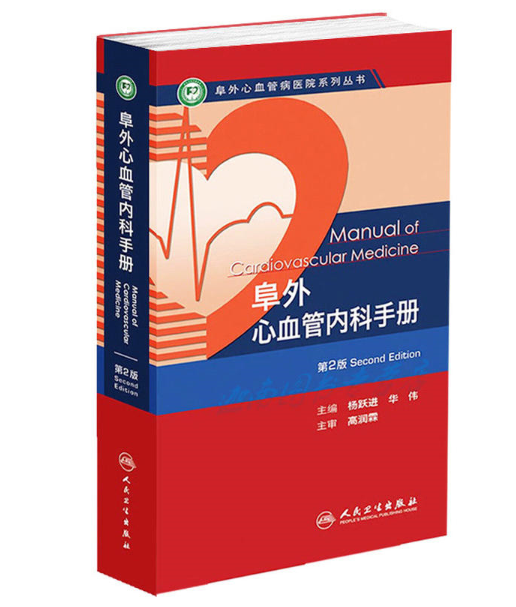 阜外心血管病医院系列丛书
Manual of
Cardiovascular Medicine
阜外
心血管内科手册
第2版 Second Edition
主编 杨跃进 华 伟
主审 高润霖
人民卫生出版社
PEOPLE'S MEDICAL PUBLISHING HOUSE
阜外心血管内科手册
Manual of
Cardiovascular
Medicine
第2版
Second
Edition
人民卫生出版社